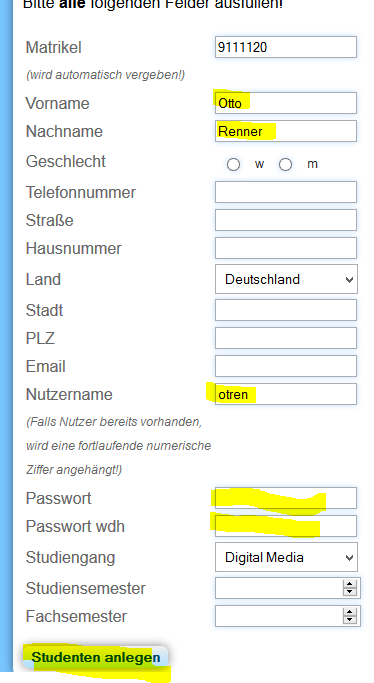 Bitte alle folgenden Felder ausfüllen!
Matrikel 9111120
(wird automatisch vergeben!)
Vorname Otto
Nachname Renner
Geschlecht w m
Telefonnummer
Straße
Hausnummer
Land Deutschland
Stadt
PLZ
Email
Nutzername otren
(Falls Nutzer bereits vorhanden,
wird eine fortlaufende numerische
Ziffer angehängt!)
Passwort
Passwort wdh
Studiengang Digital Media
Studiensemester
Fachsemester
Studenten anlegen